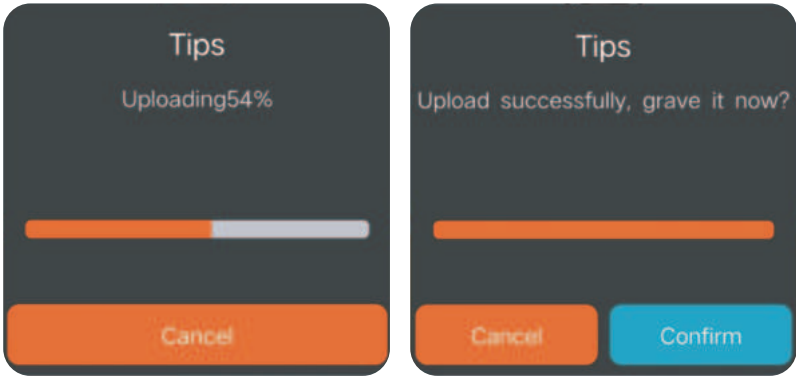 Tips
Uploading54%
Cancel
Tips
Upload successfully, grave it now?
Cancel
Confirm